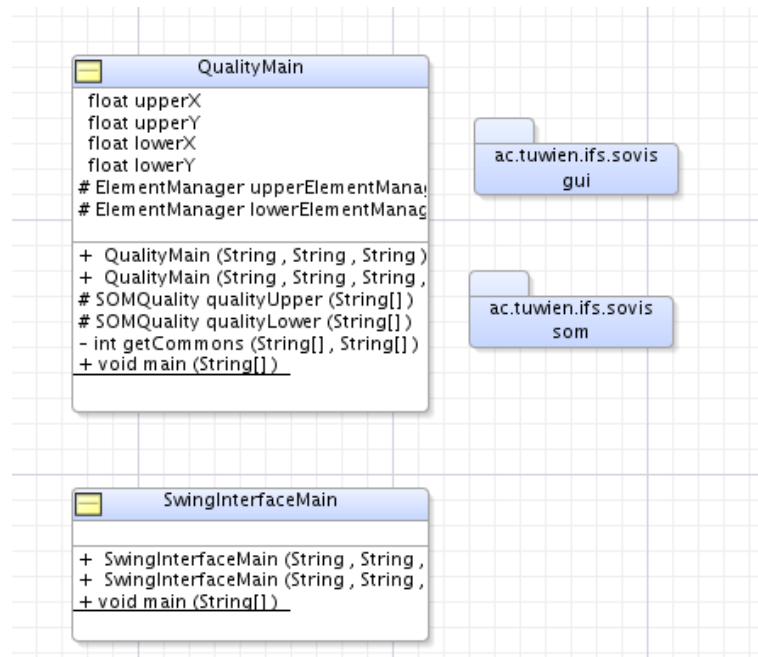 QualityMain
float upperX
float upperY
float lowerX
float lowerY
# ElementManager upperElementMana
# ElementManager lowerElementManag
+ QualityMain (String , String , String )
+ QualityMain (String , String , String ,
# SOMQuality qualityUpper (String[] )
# SOMQuality qualityLower (String[] )
- int getCommons (String[] , String[] )
+ void main (String[] )
ac.tuwien.ifs.sovis
gui
ac.tuwien.ifs.sovis
som
SwingInterfaceMain
+ SwingInterfaceMain (String , String ,
+ SwingInterfaceMain (String , String ,
+ void main (String[] )